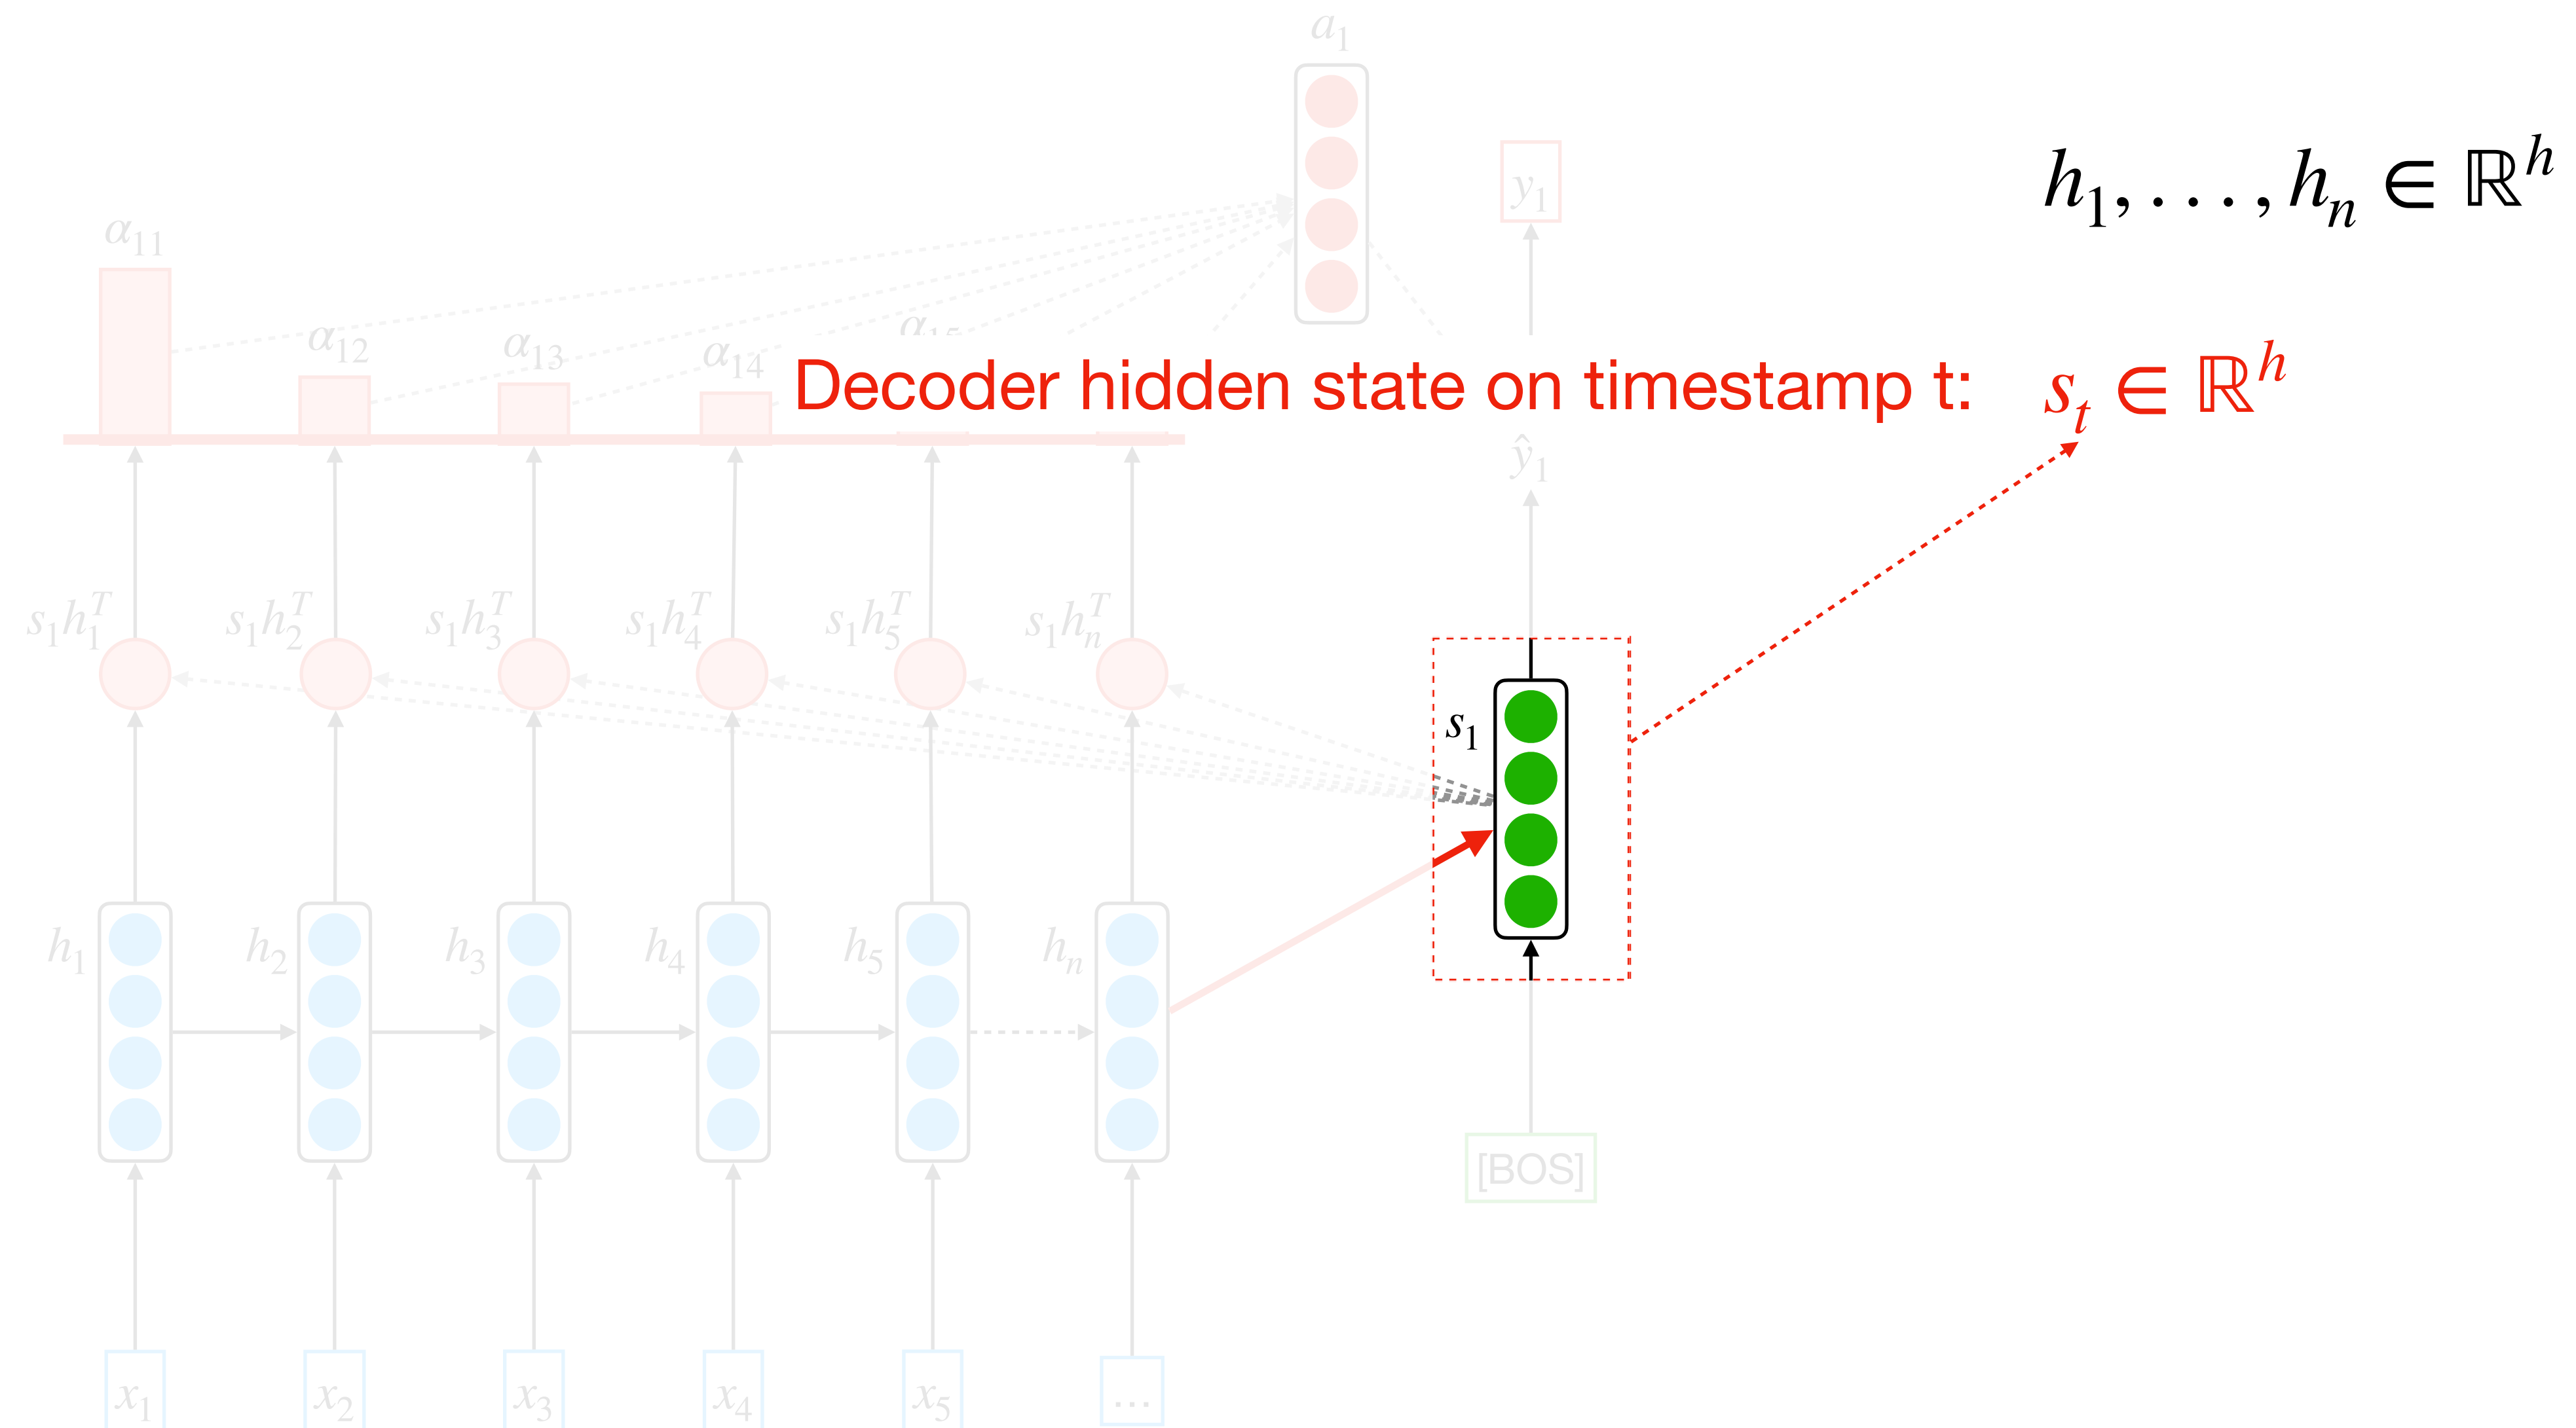 a₁
h₁, . . . , hₙ ∈ ℝʰ
y₁
α₁₁
α₁₂ α₁₃ α₁₄ α₁₅
Decoder hidden state on timestamp t: sₜ ∈ ℝʰ
ŷ₁
s₁h₁ᵀ s₁h₂ᵀ s₁h₃ᵀ s₁h₄ᵀ s₁h₅ᵀ s₁hₙᵀ
s₁
h₁ h₂ h₃ h₄ h₅ hₙ
[BOS]
x₁ x₂ x₃ x₄ x₅ ...